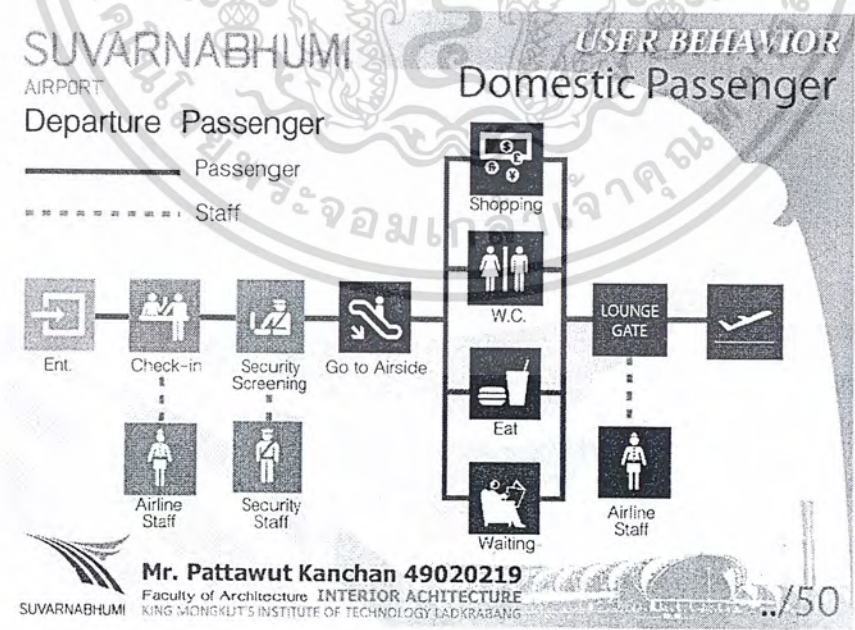 SUVARNABHUMI
AIRPORT
Departure Passenger
USER BEHAVIOR
Domestic Passenger
Passenger
Staff
Shopping
W.C.
Eat
Waiting
Ent.
Check-in
Security
Screening
Go to Airside
LOUNGE
GATE
Airline
Staff
Security
Staff
Airline
Staff
SUVARNABHUMI
Mr. Pattawut Kanchan 49020219
Faculty of Architecture INTERIOR ACHITECTURE
KING MONGKUT'S INSTITUTE OF TECHNOLOGY LADKRABANG
../50